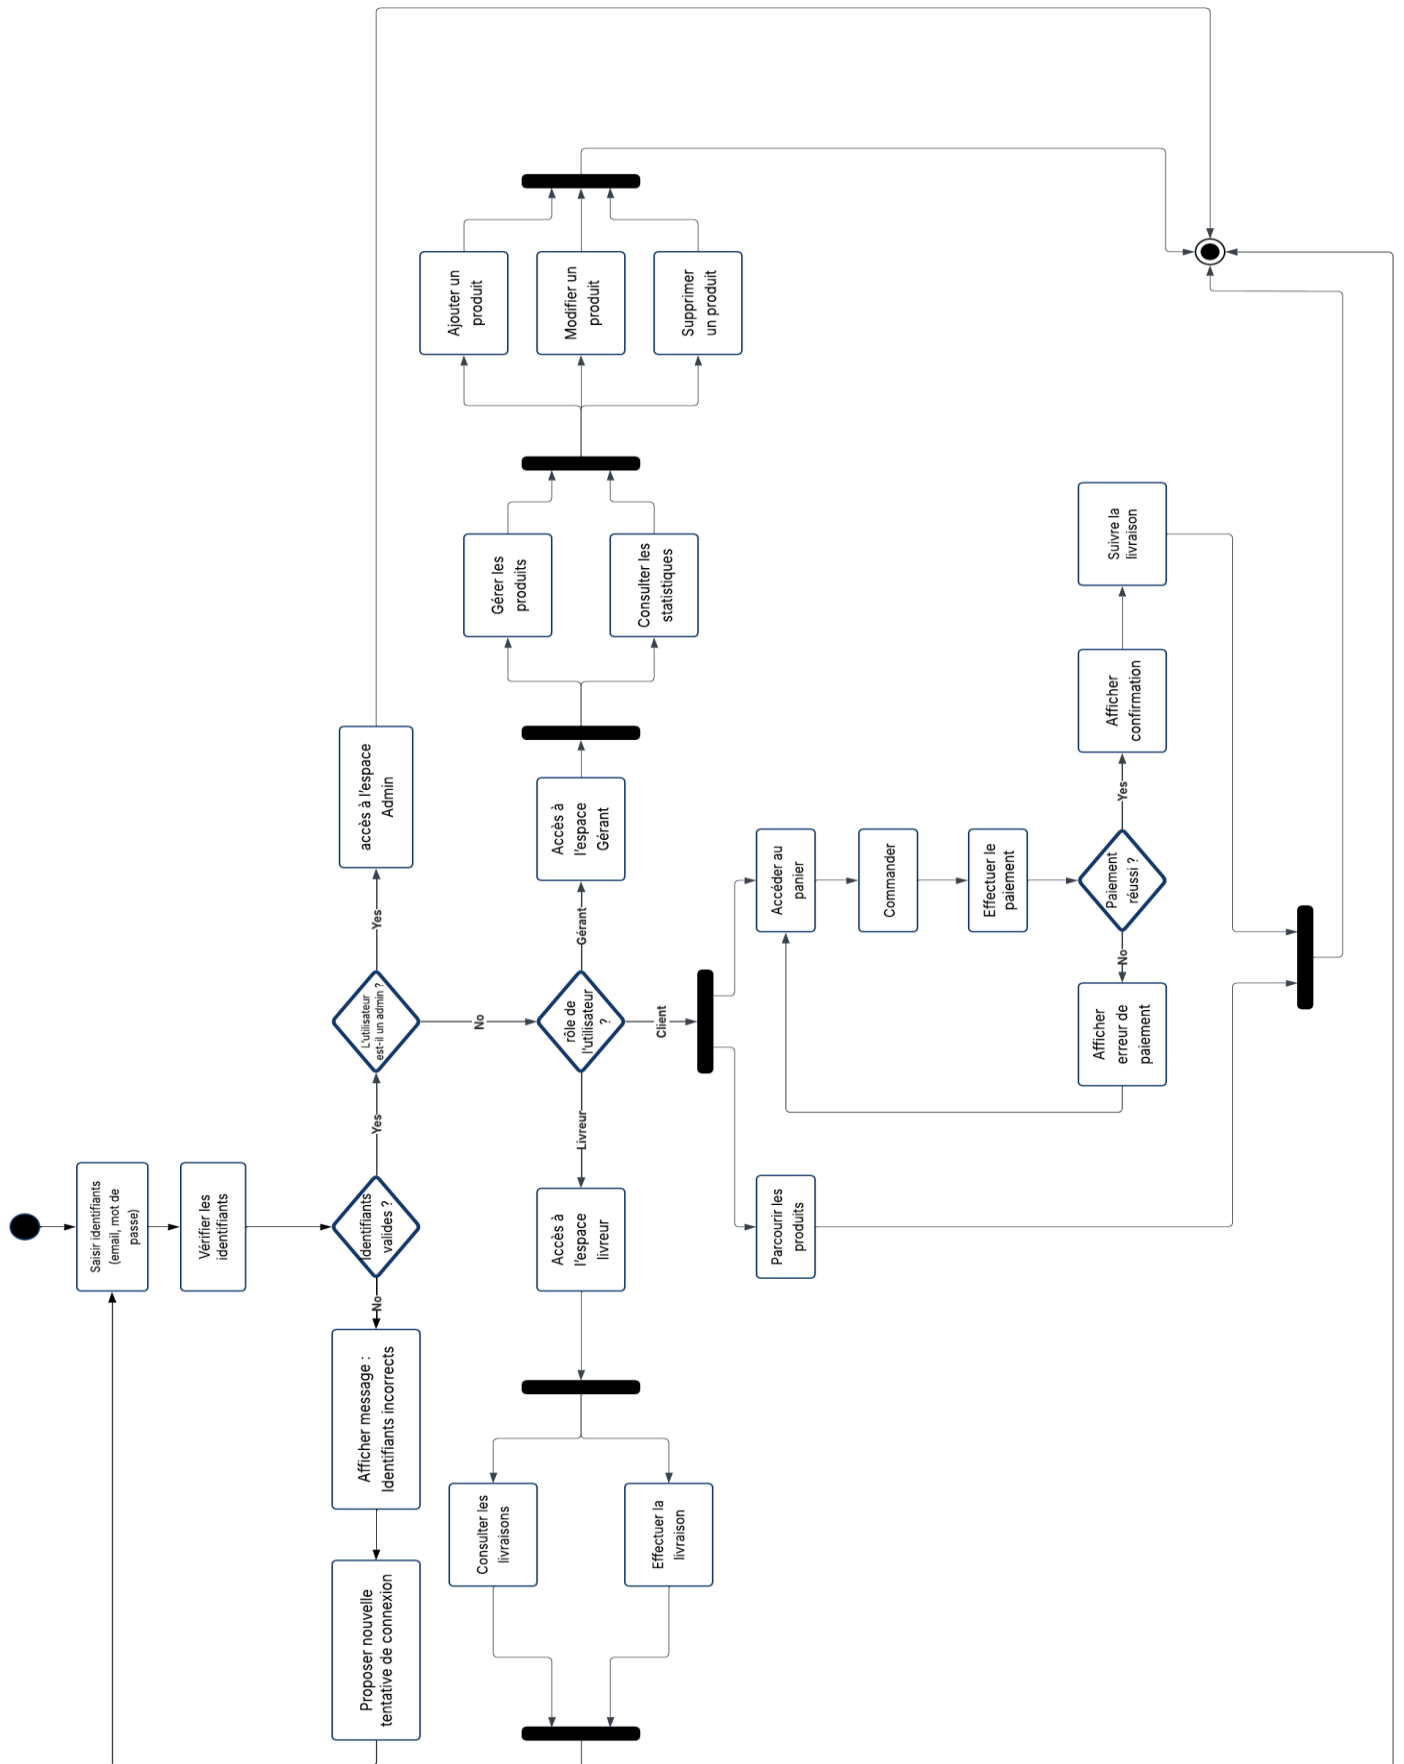 Saisir identifiants
(email, mot de
passe)
Vérifier les
identifiants
Identifiants
valides ?
No
Afficher message :
Identifiants incorrects
Proposer nouvelle
tentative de connexion
Yes
L'utilisateur
est-il un admin ?
Yes
accès à l'espace
Admin
No
rôle de
l'utilisateur
?
Livreur
Accès à
l'espace
livreur
Consulter les
livraisons
Effectuer la
livraison
Gérant
Accès à
l'espace
Gérant
Gérer les
produits
Consulter les
statistiques
Ajouter un
produit
Modifier un
produit
Supprimer
un produit
Client
Parcourir les
produits
Accéder au
panier
Commander
Effectuer le
paiement
Paiement
réussi ?
No
Afficher
erreur de
paiement
Yes
Afficher
confirmation
Suivre la
livraison